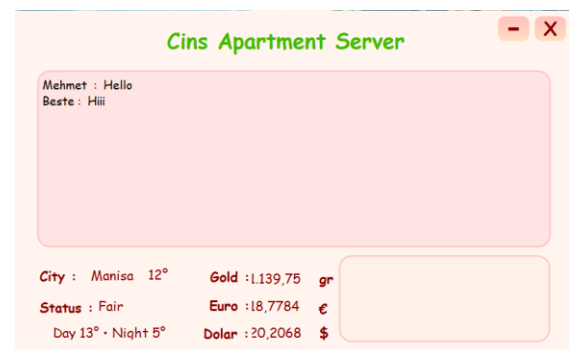 Cins Apartment Server
- X
Mehmet : Hello
Beste : Hiii
City : Manisa 12°
Gold :1.139,75 gr
Status : Fair
Euro :18,7784 €
Day 13° · Night 5°
Dolar :20,2068 $